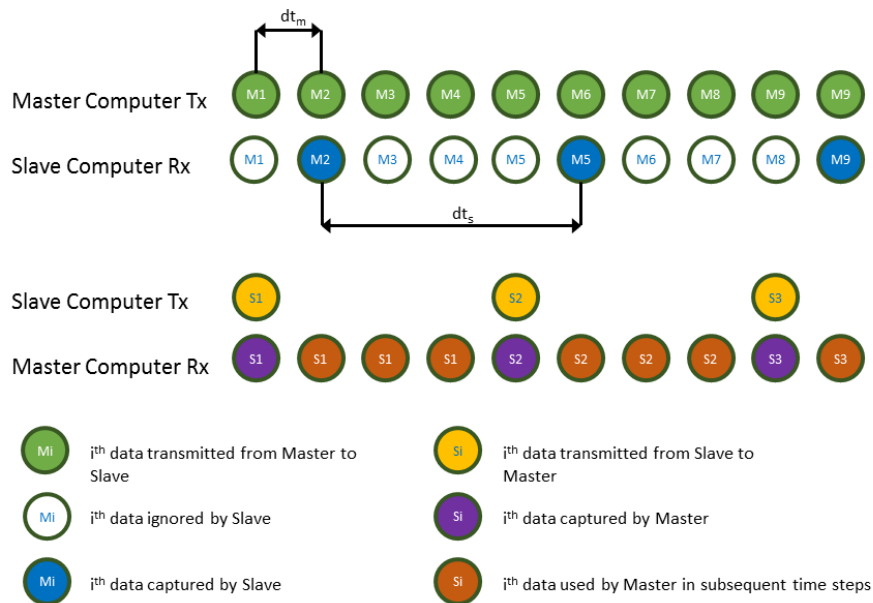 dtm
Master Computer Tx M1 M2 M3 M4 M5 M6 M7 M8 M9 M9
Slave Computer Rx M1 M2 M3 M4 M5 M5 M6 M7 M8 M9
dts
Slave Computer Tx S1 S2 S3
Master Computer Rx S1 S1 S1 S1 S2 S2 S2 S2 S3 S3
Mi ith data transmitted from Master to
Slave
Si ith data transmitted from Slave to
Master
Mi ith data ignored by Slave
Si ith data captured by Master
Mi ith data captured by Slave
Si ith data used by Master in subsequent time steps